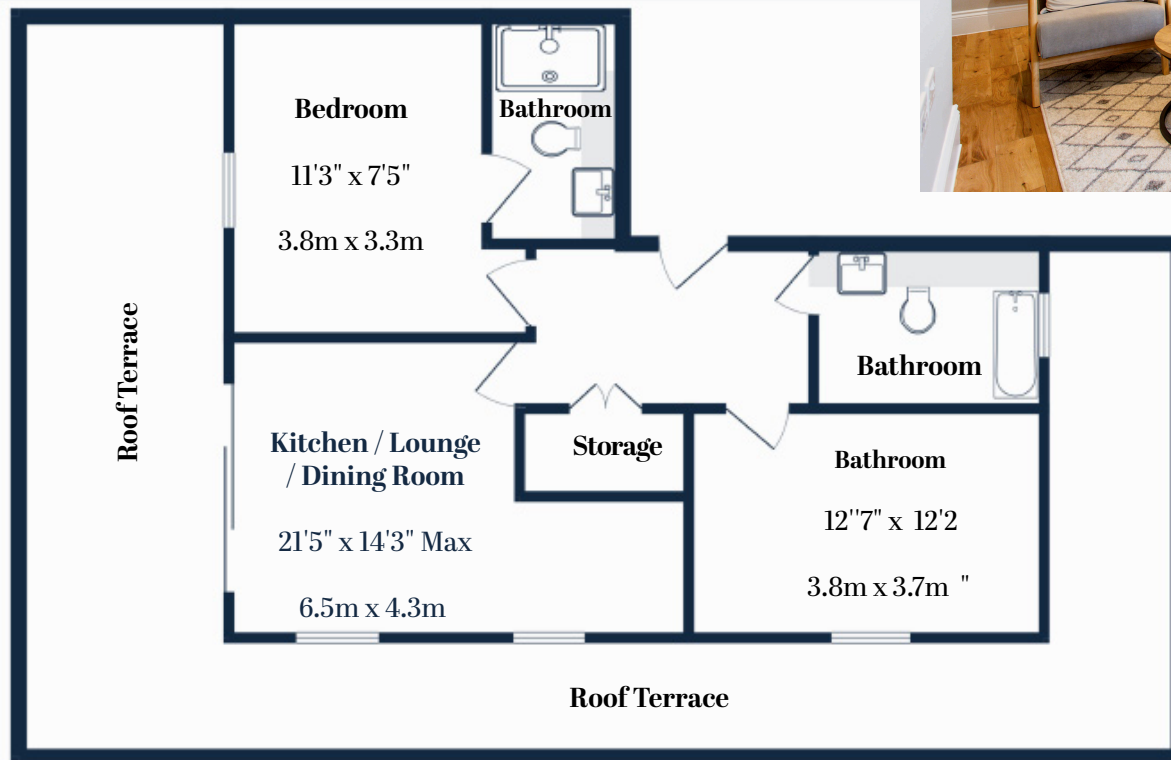 Bedroom
11'3" x 7'5"
3.8m x 3.3m
Bathroom
Roof Terrace
Kitchen / Lounge
/ Dining Room
21'5" x 14'3" Max
6.5m x 4.3m
Storage
Bathroom
Bathroom
12''7" x 12'2
3.8m x 3.7m "
Roof Terrace